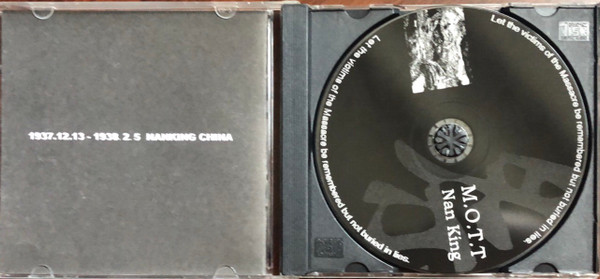 1937.12.13 - 1938. 2. 5 NANKING CHINA
Let the victims of the Massacre be remembered but not buried in lies.
Let the victims of the Massacre be remembered but not buried in lies.
M.O.T.T
Nan King